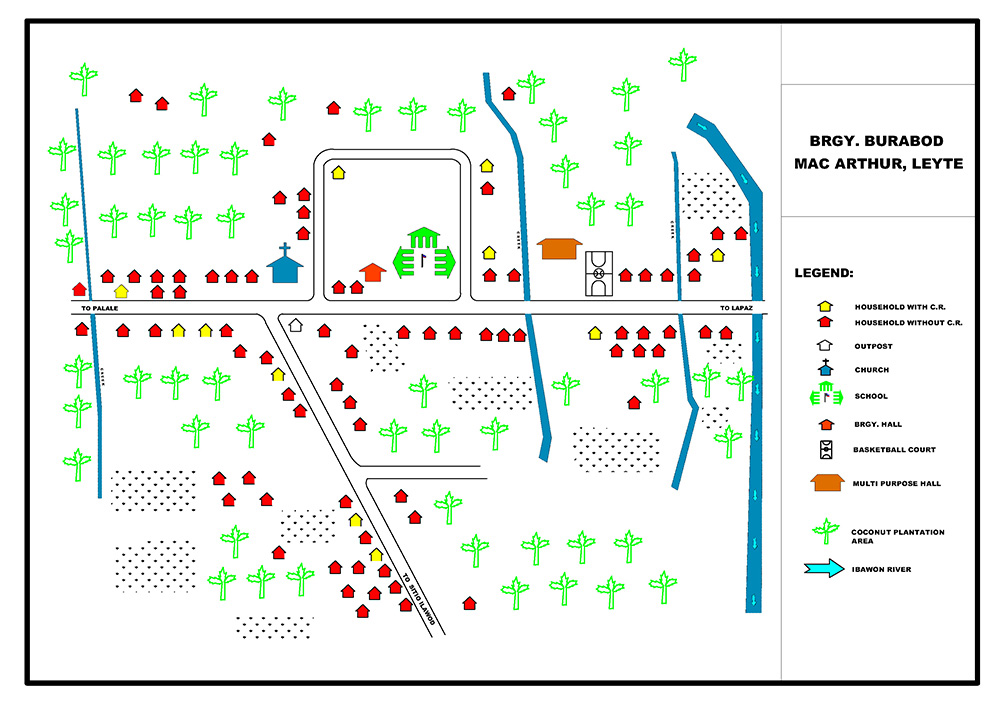 BRGY. BURABOD
MAC ARTHUR, LEYTE
LEGEND:
HOUSEHOLD WITH C.R.
HOUSEHOLD WITHOUT C.R.
OUTPOST
CHURCH
SCHOOL
BRGY. HALL
BASKETBALL COURT
MULTI PURPOSE HALL
COCONUT PLANTATION
AREA
IBAWON RIVER
TO PALALE
TO LAPAZ
TO SITIO ILAWOD